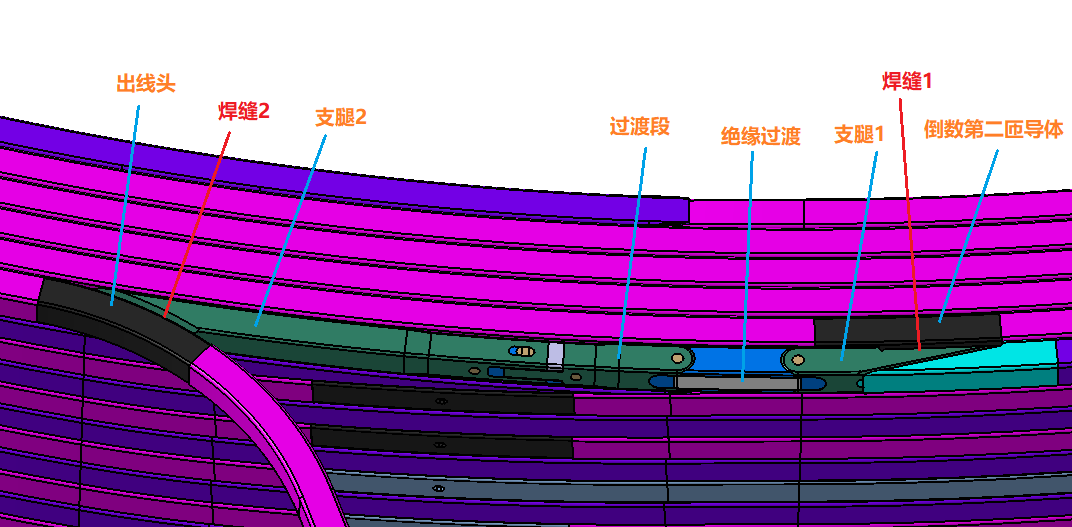 出线头
焊缝2
支腿2
过渡段
绝缘过渡
支腿1
焊缝1
倒数第二匝导体